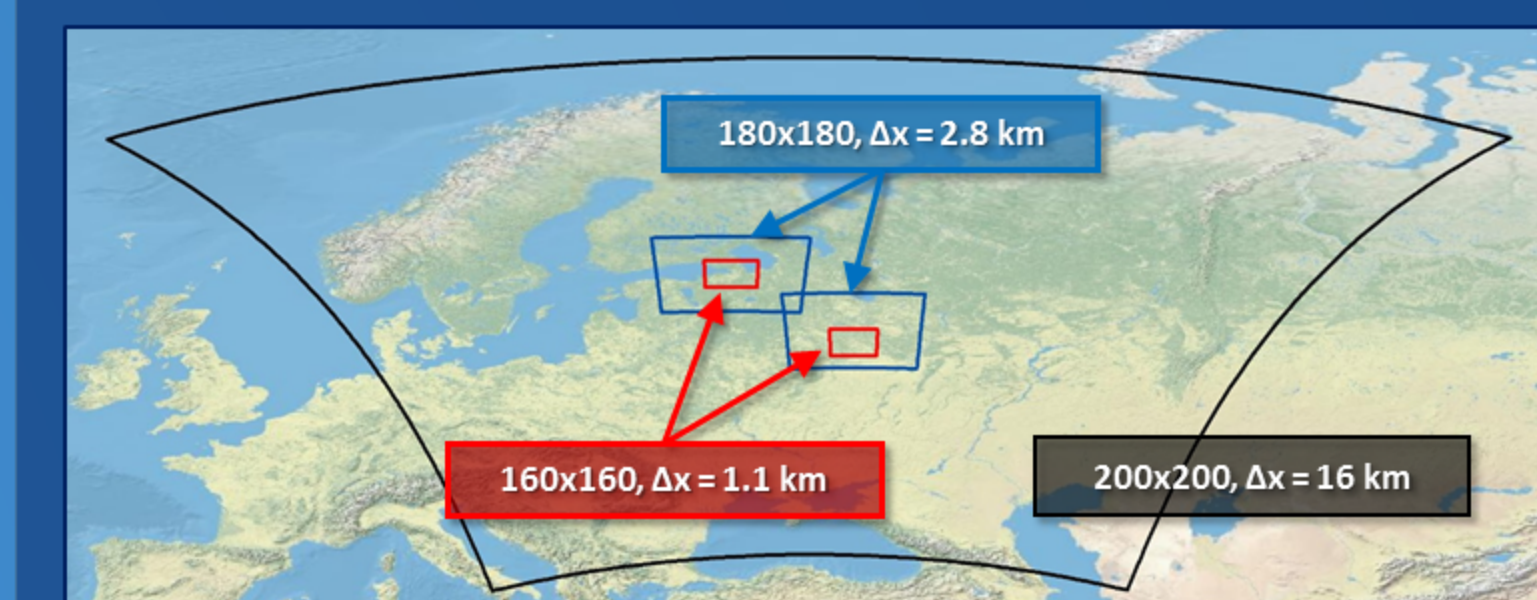 180x180, Δx = 2.8 km
160x160, Δx = 1.1 km
200x200, Δx = 16 km